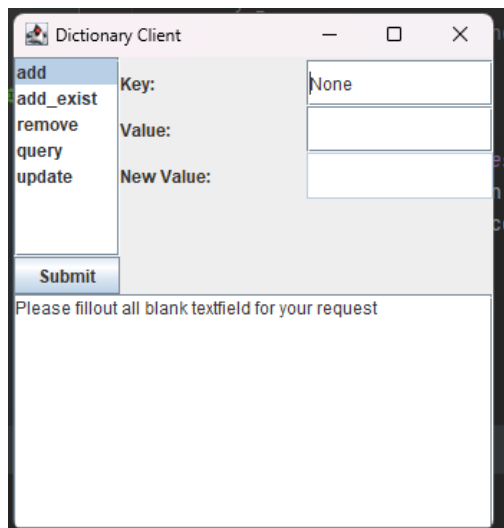 Dictionary Client
add
add_exist
remove
query
update
Key:
None
Value:
New Value:
Submit
Please fillout all blank textfield for your request